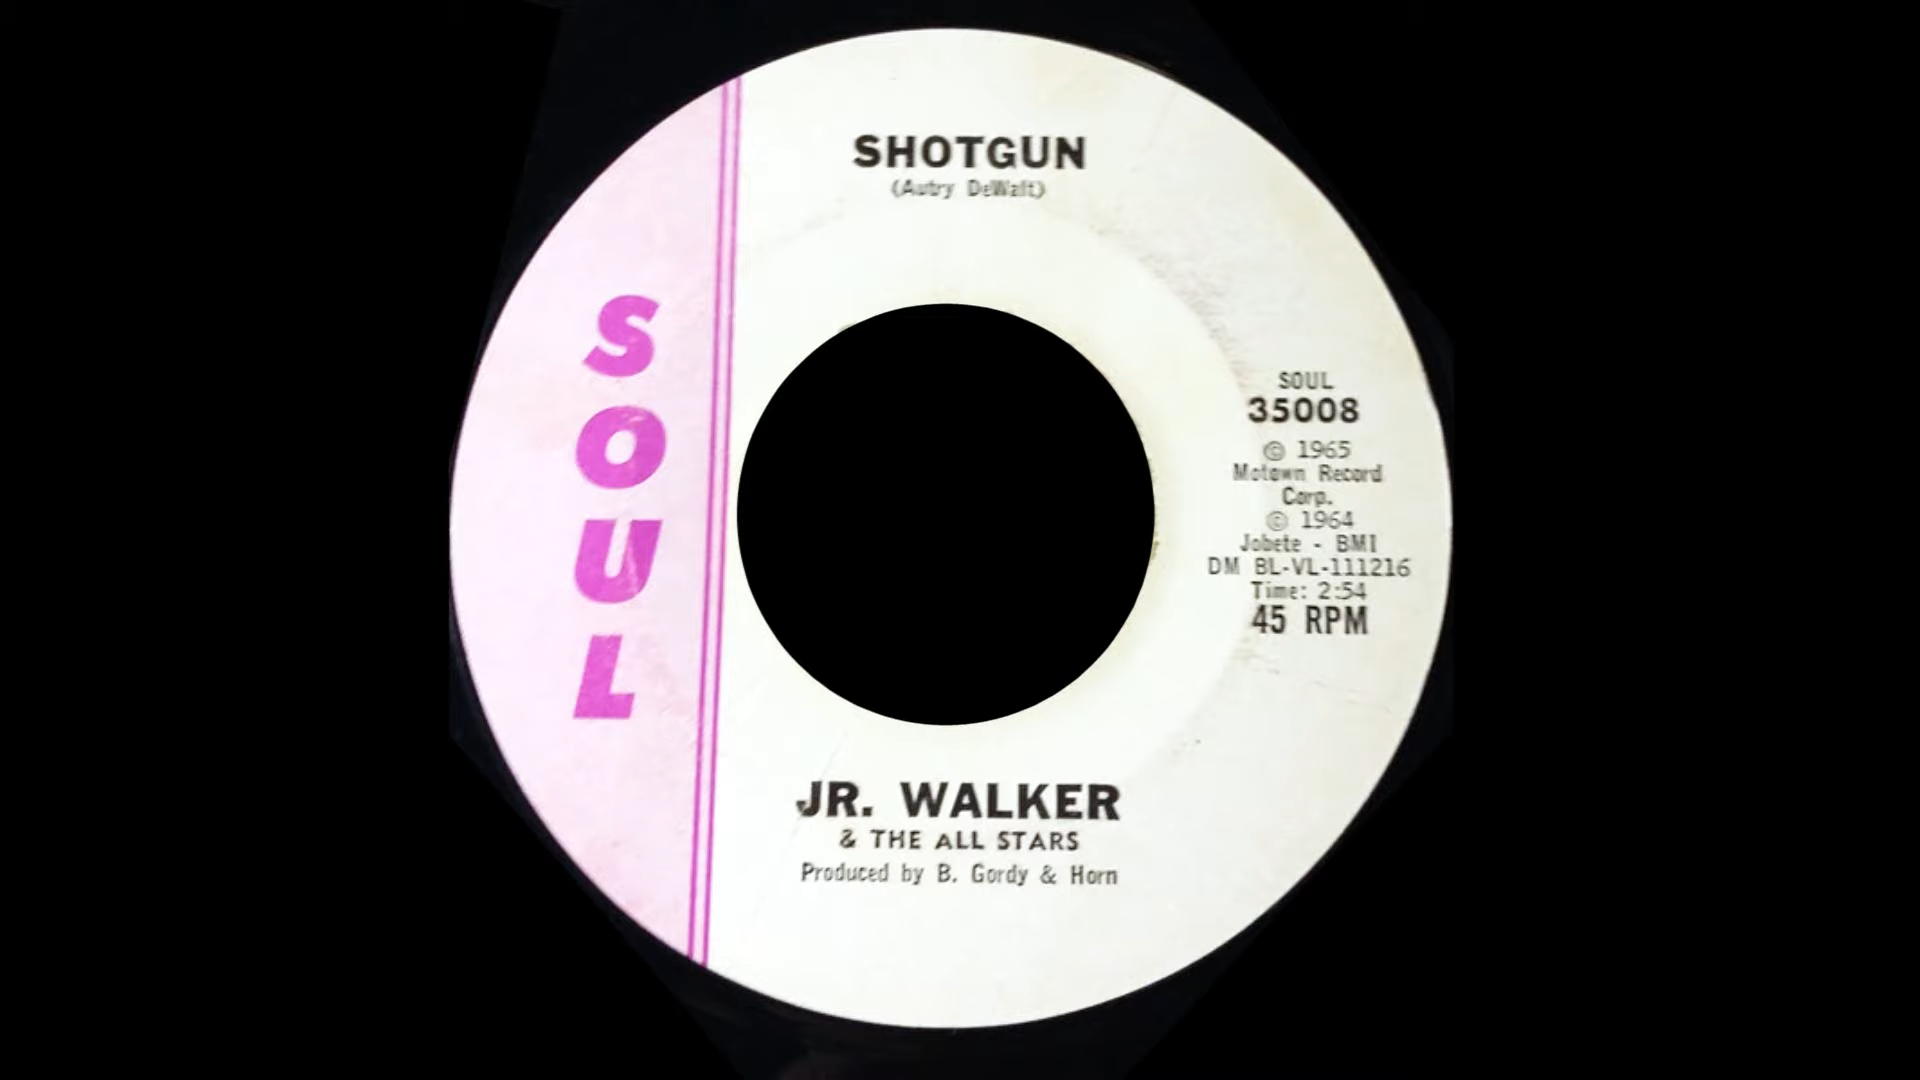 SHOTGUN
(Autry DeWalt)
SOUL
SOUL
35008
© 1965
Motown Record
Corp.
© 1964
Jobete - BMI
DM BL-VL-111216
Time: 2:54
45 RPM
JR. WALKER
& THE ALL STARS
Produced by B. Gordy & Horn